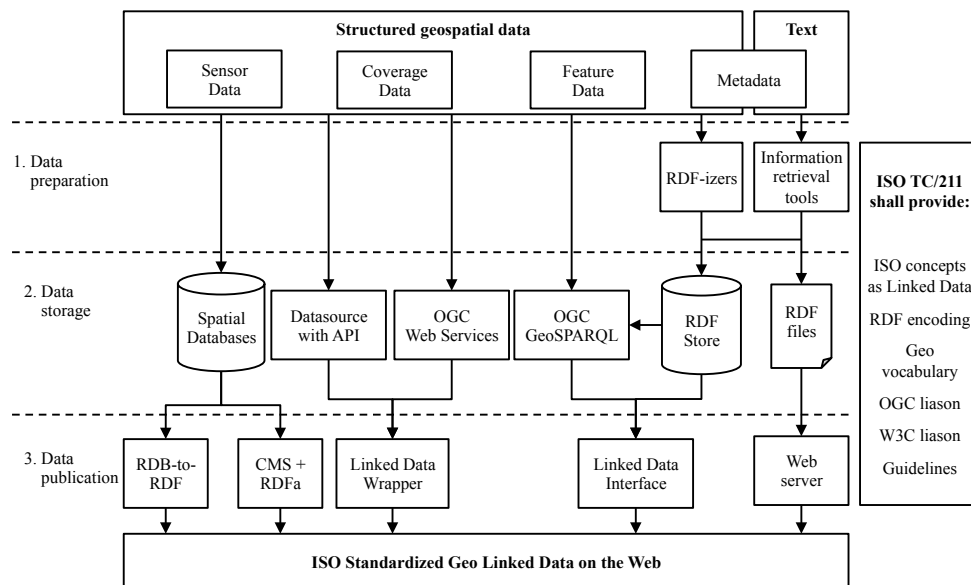 Structured geospatial data
Text
Sensor
Data
Coverage
Data
Feature
Data
Metadata
1. Data
preparation
RDF-izers
Information
retrieval
tools
2. Data
storage
Spatial
Databases
Datasource
with API
OGC
Web Services
OGC
GeoSPARQL
RDF
Store
RDF
files
3. Data
publication
RDB-to-
RDF
CMS +
RDFa
Linked Data
Wrapper
Linked Data
Interface
Web
server
ISO Standardized Geo Linked Data on the Web
ISO TC/211
shall provide:
ISO concepts
as Linked Data
RDF encoding
Geo
vocabulary
OGC liason
W3C liason
Guidelines